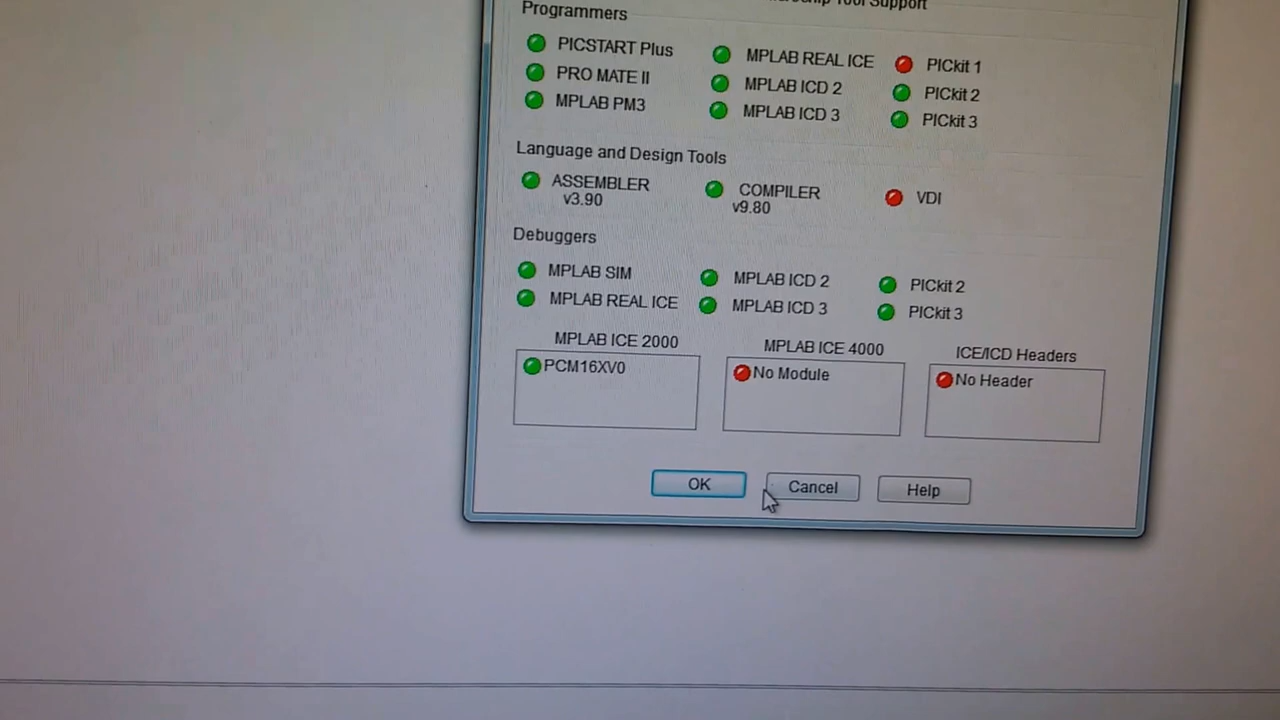 Tool Support
Programmers
PICSTART Plus MPLAB REAL ICE PICkit 1
PRO MATE II MPLAB ICD 2 PICkit 2
MPLAB PM3 MPLAB ICD 3 PICkit 3
Language and Design Tools
ASSEMBLER COMPILER VDI
v3.90 v9.80
Debuggers
MPLAB SIM MPLAB ICD 2 PICkit 2
MPLAB REAL ICE MPLAB ICD 3 PICkit 3
MPLAB ICE 2000 MPLAB ICE 4000 ICE/ICD Headers
PCM16XV0 No Module No Header
OK Cancel Help